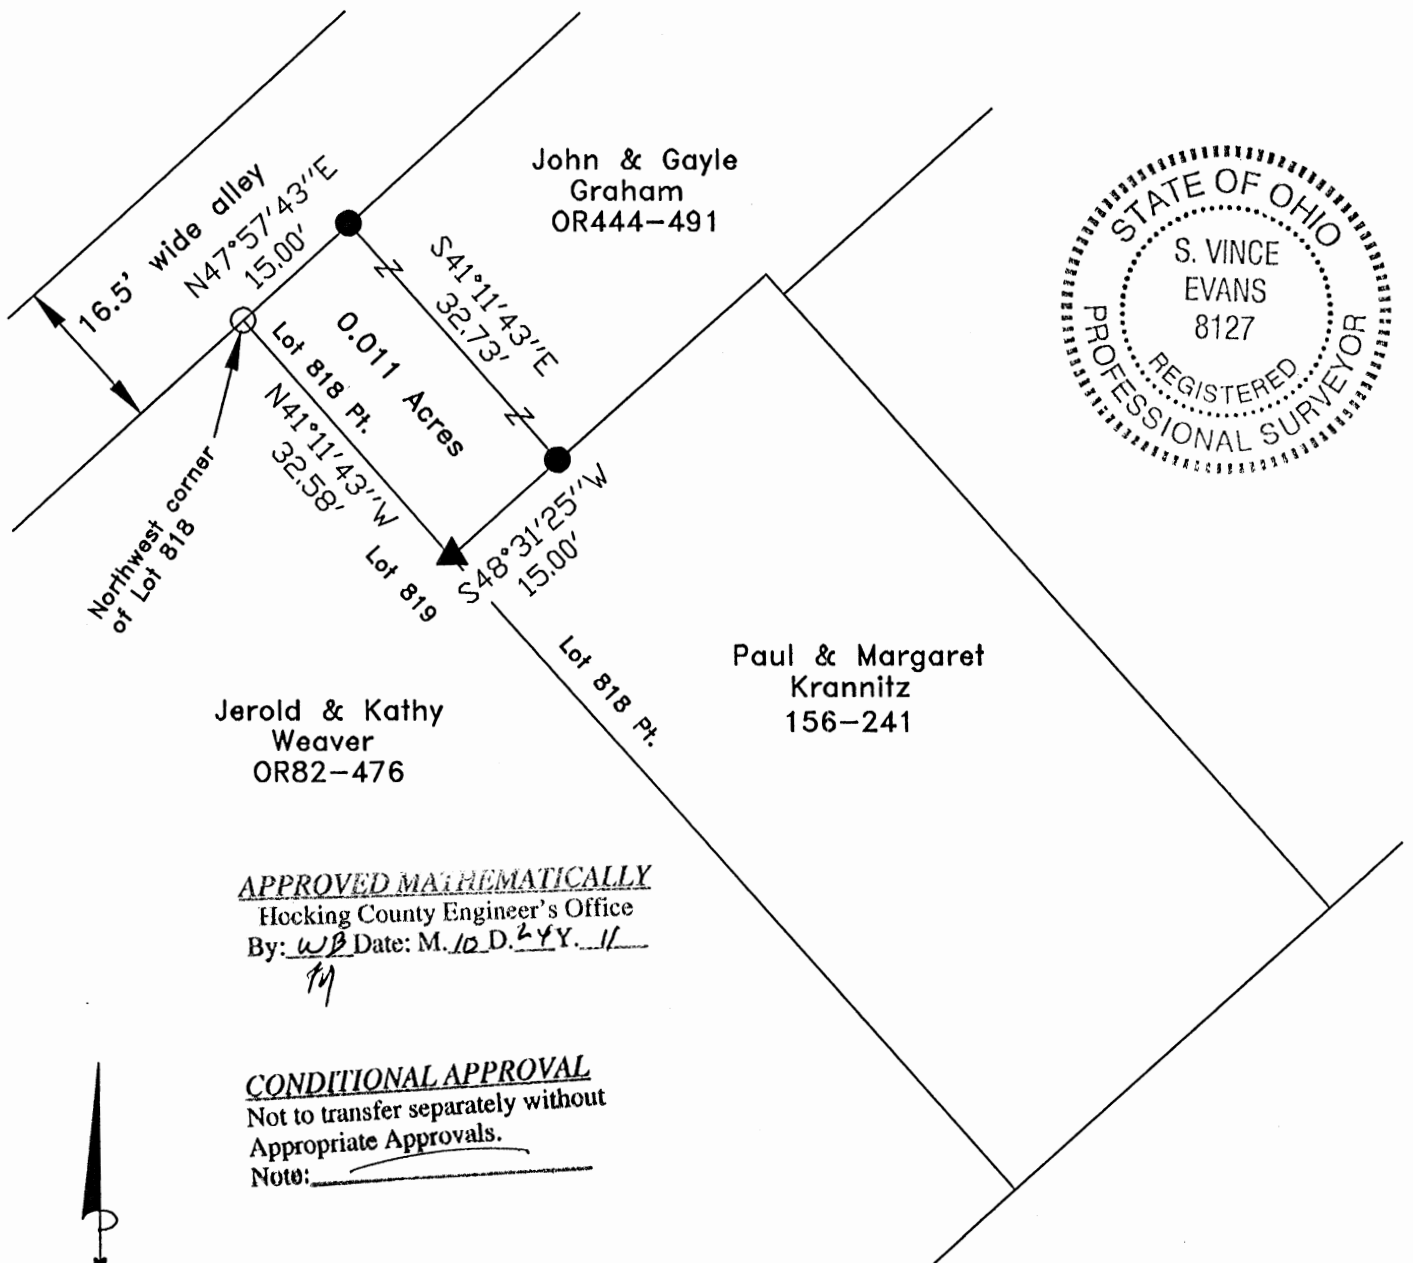 16.5' wide alley
N47°57'43"E
15.00'
John & Gayle
Graham
OR444-491
STATE OF OHIO
S. VINCE
EVANS
8127
REGISTERED
PROFESSIONAL SURVEYOR
S41°11'43"E
32.73'
0.011 Acres
Lot 818 Pt.
N41°11'43"W
32.58'
Northwest corner
of Lot 818
S48°31'25"W
15.00'
Lot 819
Lot 818 Pt.
Paul & Margaret
Krannitz
156-241
Jerold & Kathy
Weaver
OR82-476
APPROVED MATHEMATICALLY
Hocking County Engineer's Office
By: WB Date: M. 10 D. 24 Y. 11
CONDITIONAL APPROVAL
Not to transfer separately without
Appropriate Approvals.
Note: